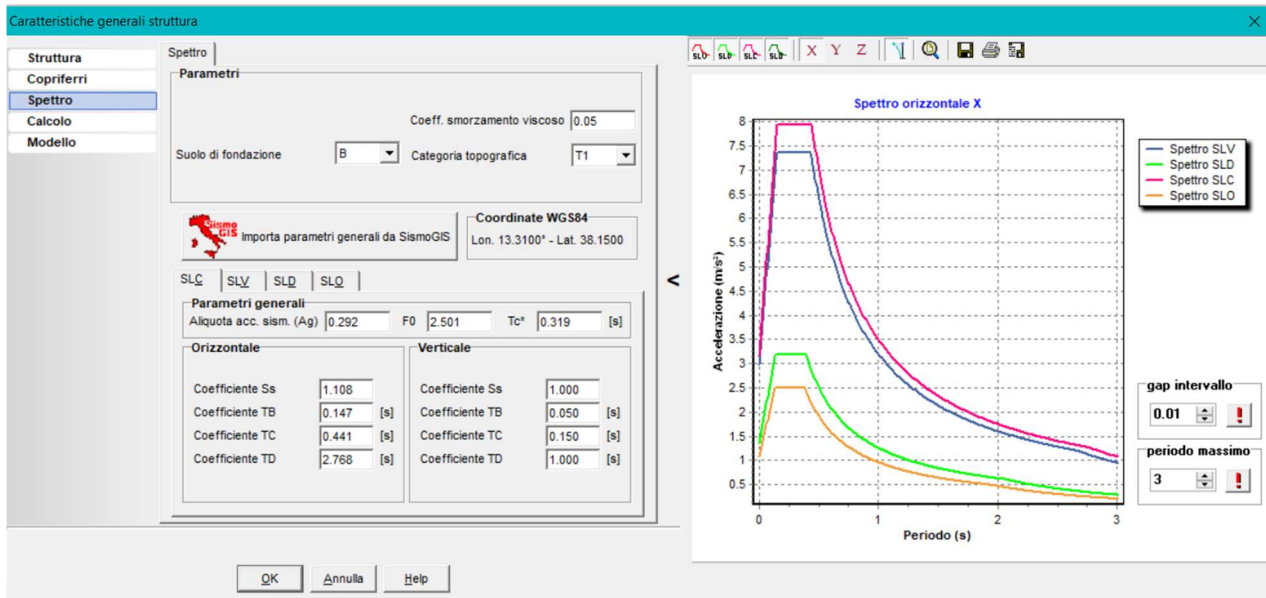 Caratteristiche generali struttura
Struttura
Copriferri
Spettro
Calcolo
Modello
Spettro
Parametri
Coeff. smorzamento viscoso 0.05
Suolo di fondazione B Categoria topografica T1
Sismo
GIS
Importa parametri generali da SismoGIS
Coordinate WGS84
Lon. 13.3100° - Lat. 38.1500
SLC SLV SLD SLO
Parametri generali
Aliquota acc. sism. (Ag) 0.292 F0 2.501 Tc* 0.319 [s]
Orizzontale
Coefficiente Ss 1.108
Coefficiente TB 0.147 [s]
Coefficiente TC 0.441 [s]
Coefficiente TD 2.768 [s]
Verticale
Coefficiente Ss 1.000
Coefficiente TB 0.050 [s]
Coefficiente TC 0.150 [s]
Coefficiente TD 1.000 [s]
OK Annulla Help
<
X Y Z
Spettro orizzontale X
Accelerazione (m/s²)
8
7.5
7
6.5
6
5.5
5
4.5
4
3.5
3
2.5
2
1.5
1
0.5
0 1 2 3
Periodo (s)
Spettro SLV
Spettro SLD
Spettro SLC
Spettro SLO
gap intervallo
0.01 !
periodo massimo
3 !